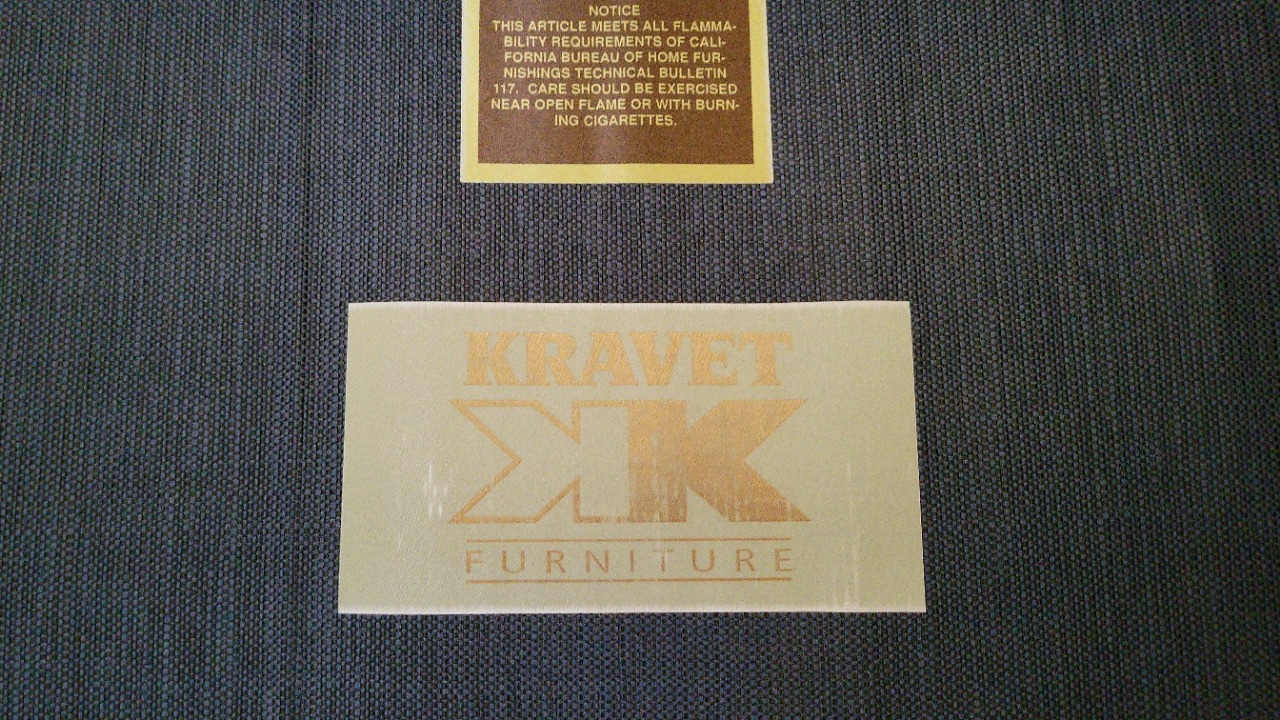 NOTICE
THIS ARTICLE MEETS ALL FLAMMA-
BILITY REQUIREMENTS OF CALI-
FORNIA BUREAU OF HOME FUR-
NISHINGS TECHNICAL BULLETIN
117. CARE SHOULD BE EXERCISED
NEAR OPEN FLAME OR WITH BURN-
ING CIGARETTES.
KRAVET
KK
FURNITURE